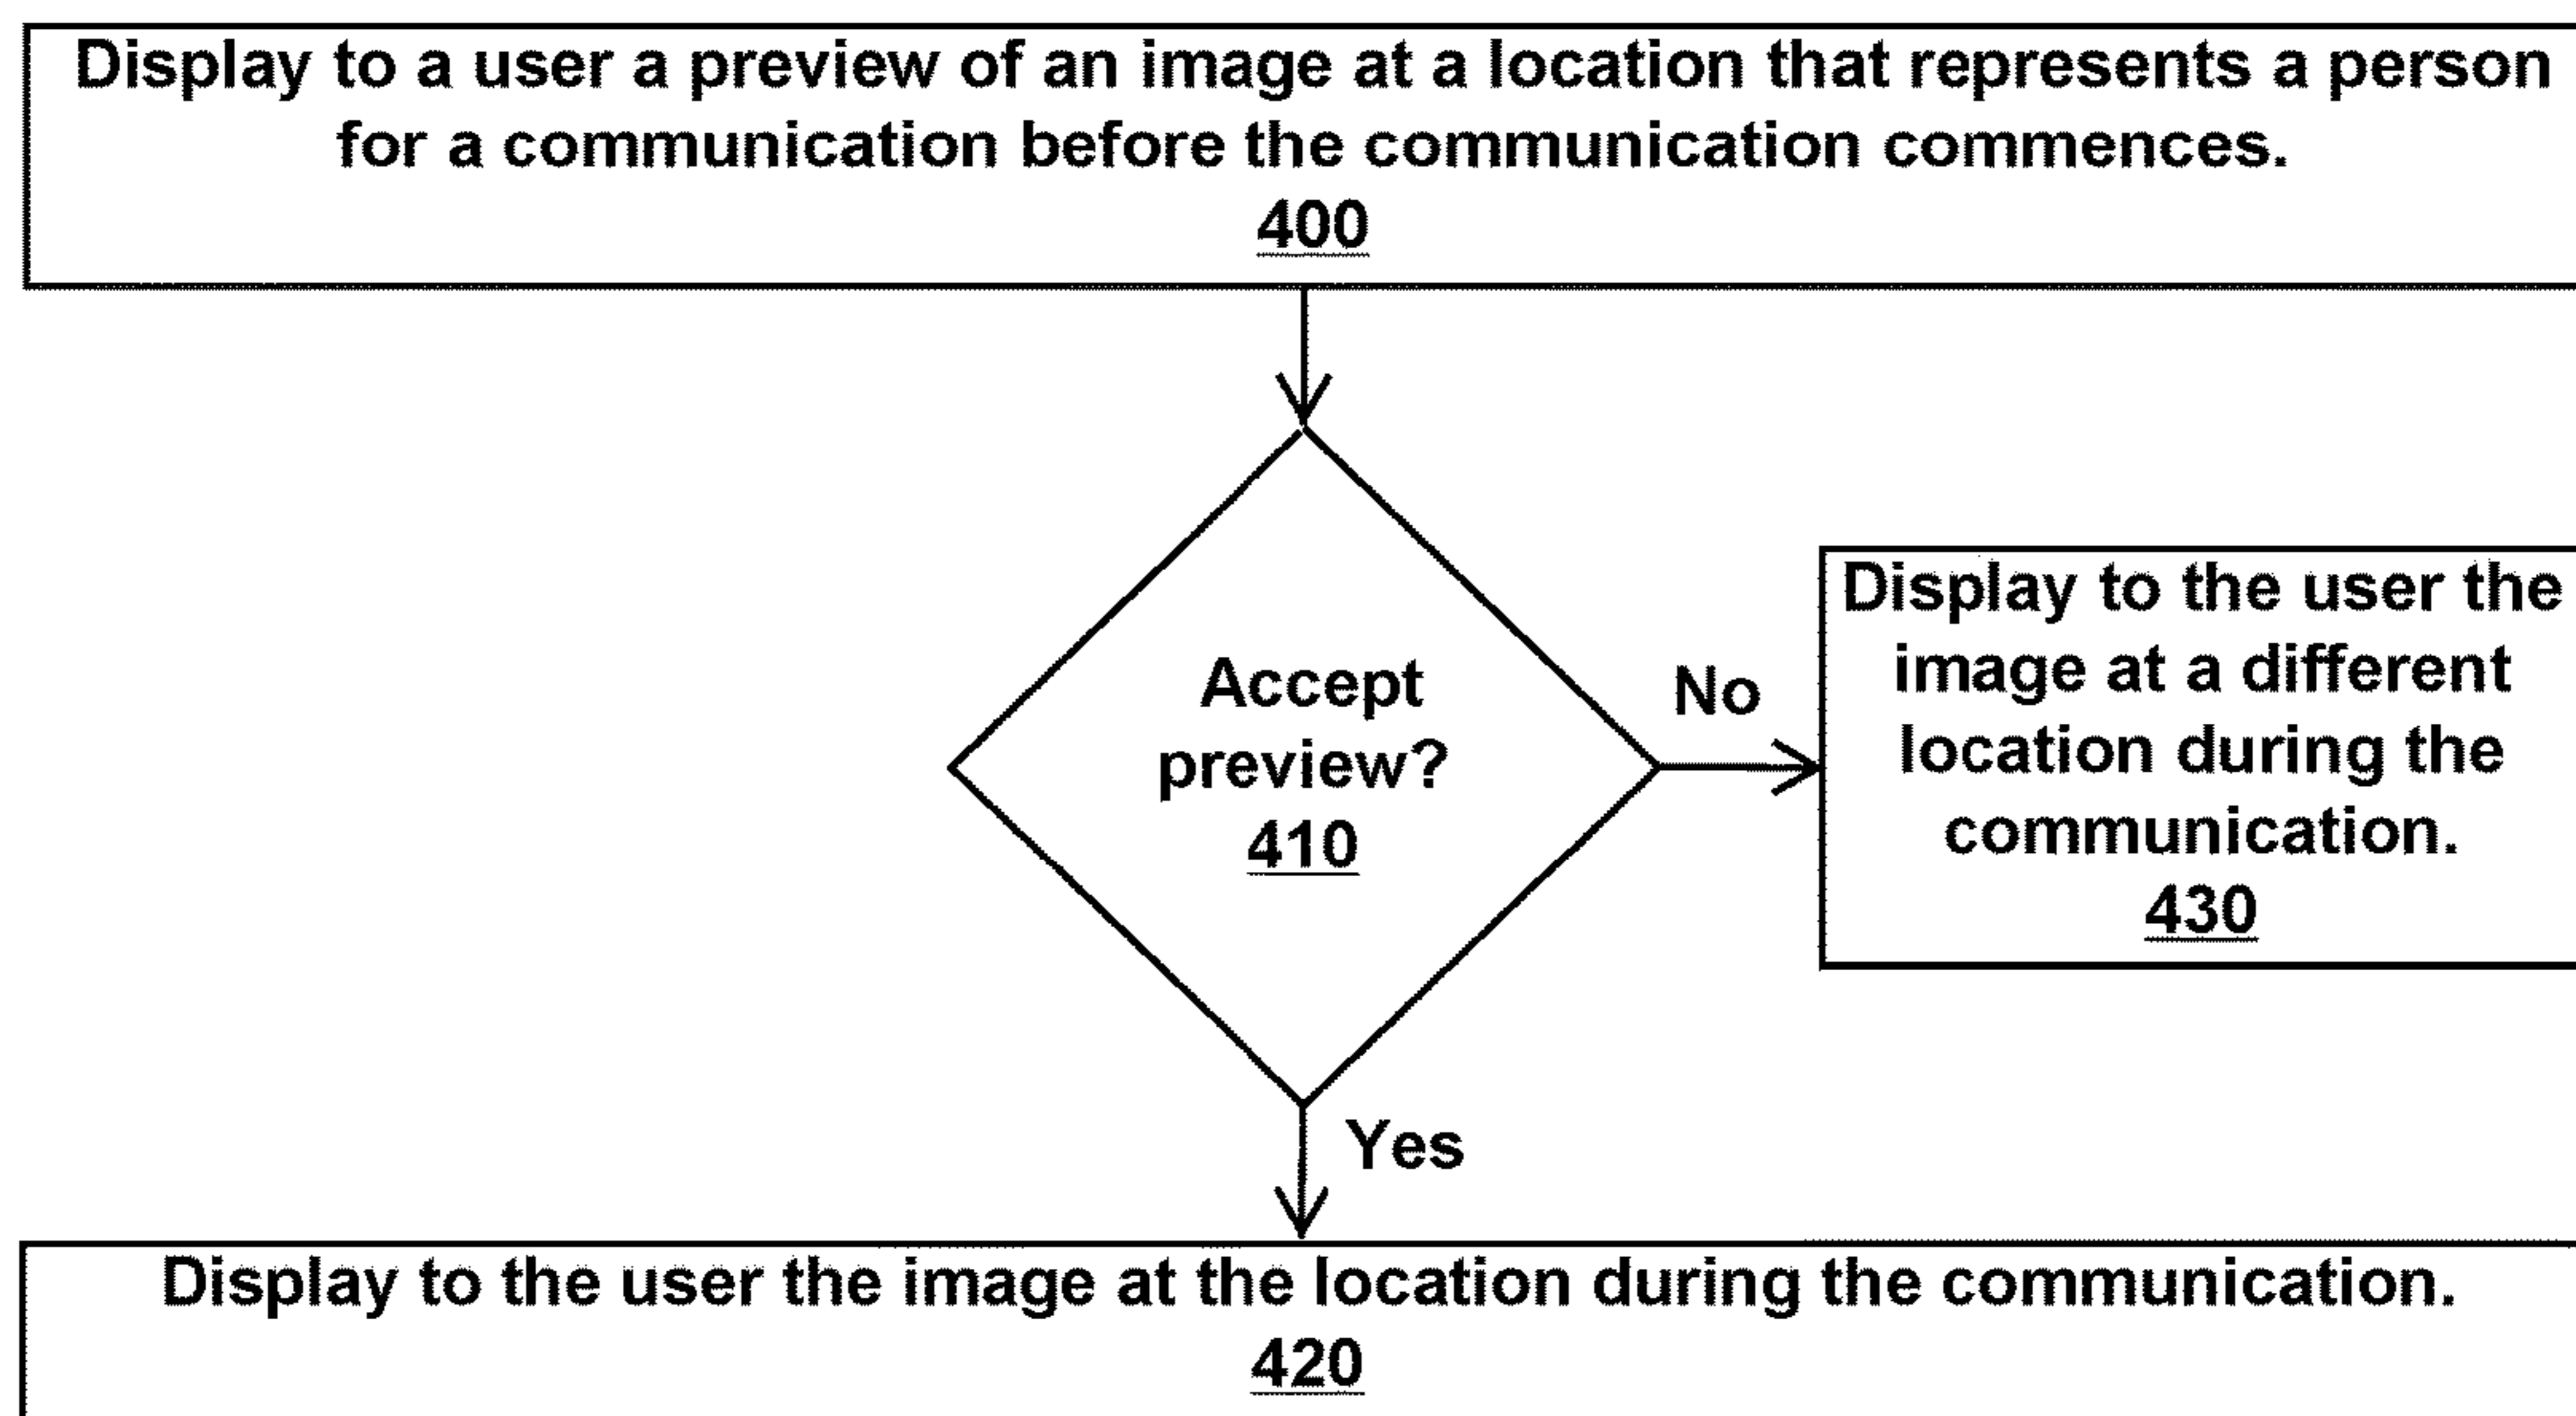 Display to a user a preview of an image at a location that represents a person
for a communication before the communication commences.
400
Accept
preview?
410
No
Display to the user the
image at a different
location during the
communication.
430
Yes
Display to the user the image at the location during the communication.
420